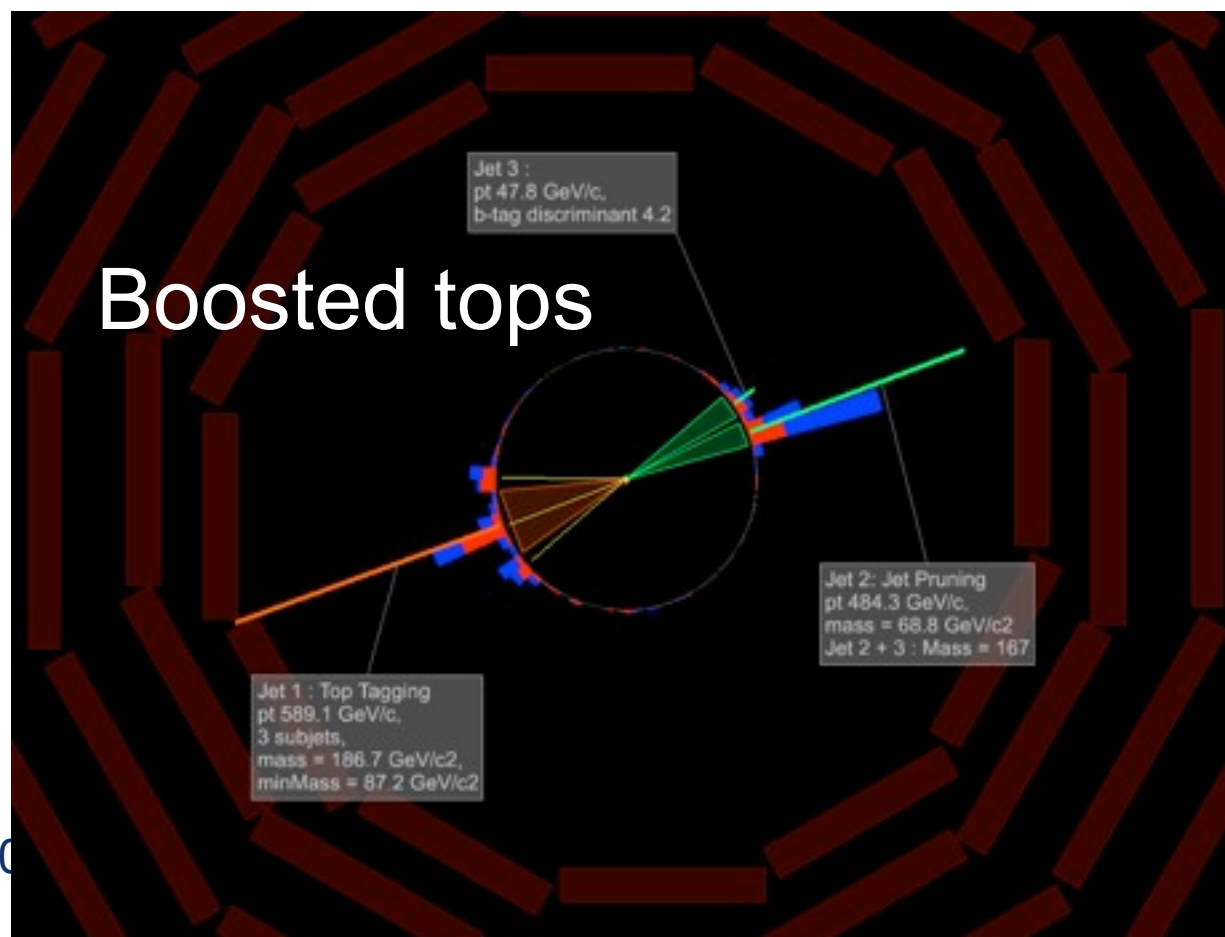 Jet 3 :
pt 47.8 GeV/c,
b-tag discriminant 4.2
Boosted tops
Jet 2: Jet Pruning
pt 484.3 GeV/c,
mass = 68.8 GeV/c2
Jet 2 + 3 : Mass = 167
Jet 1 : Top Tagging
pt 589.1 GeV/c,
3 subjets,
mass = 186.7 GeV/c2,
minMass = 87.2 GeV/c2